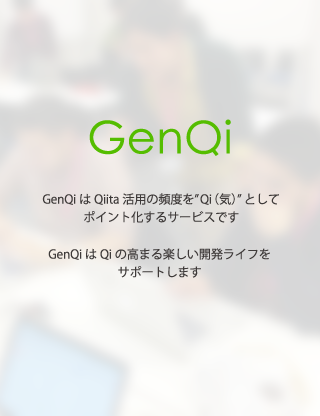 GenQi
GenQi は Qiita 活用の頻度を”Qi（気）” として
ポイント化するサービスです
GenQi は Qi の高まる楽しい開発ライフを
サポートします